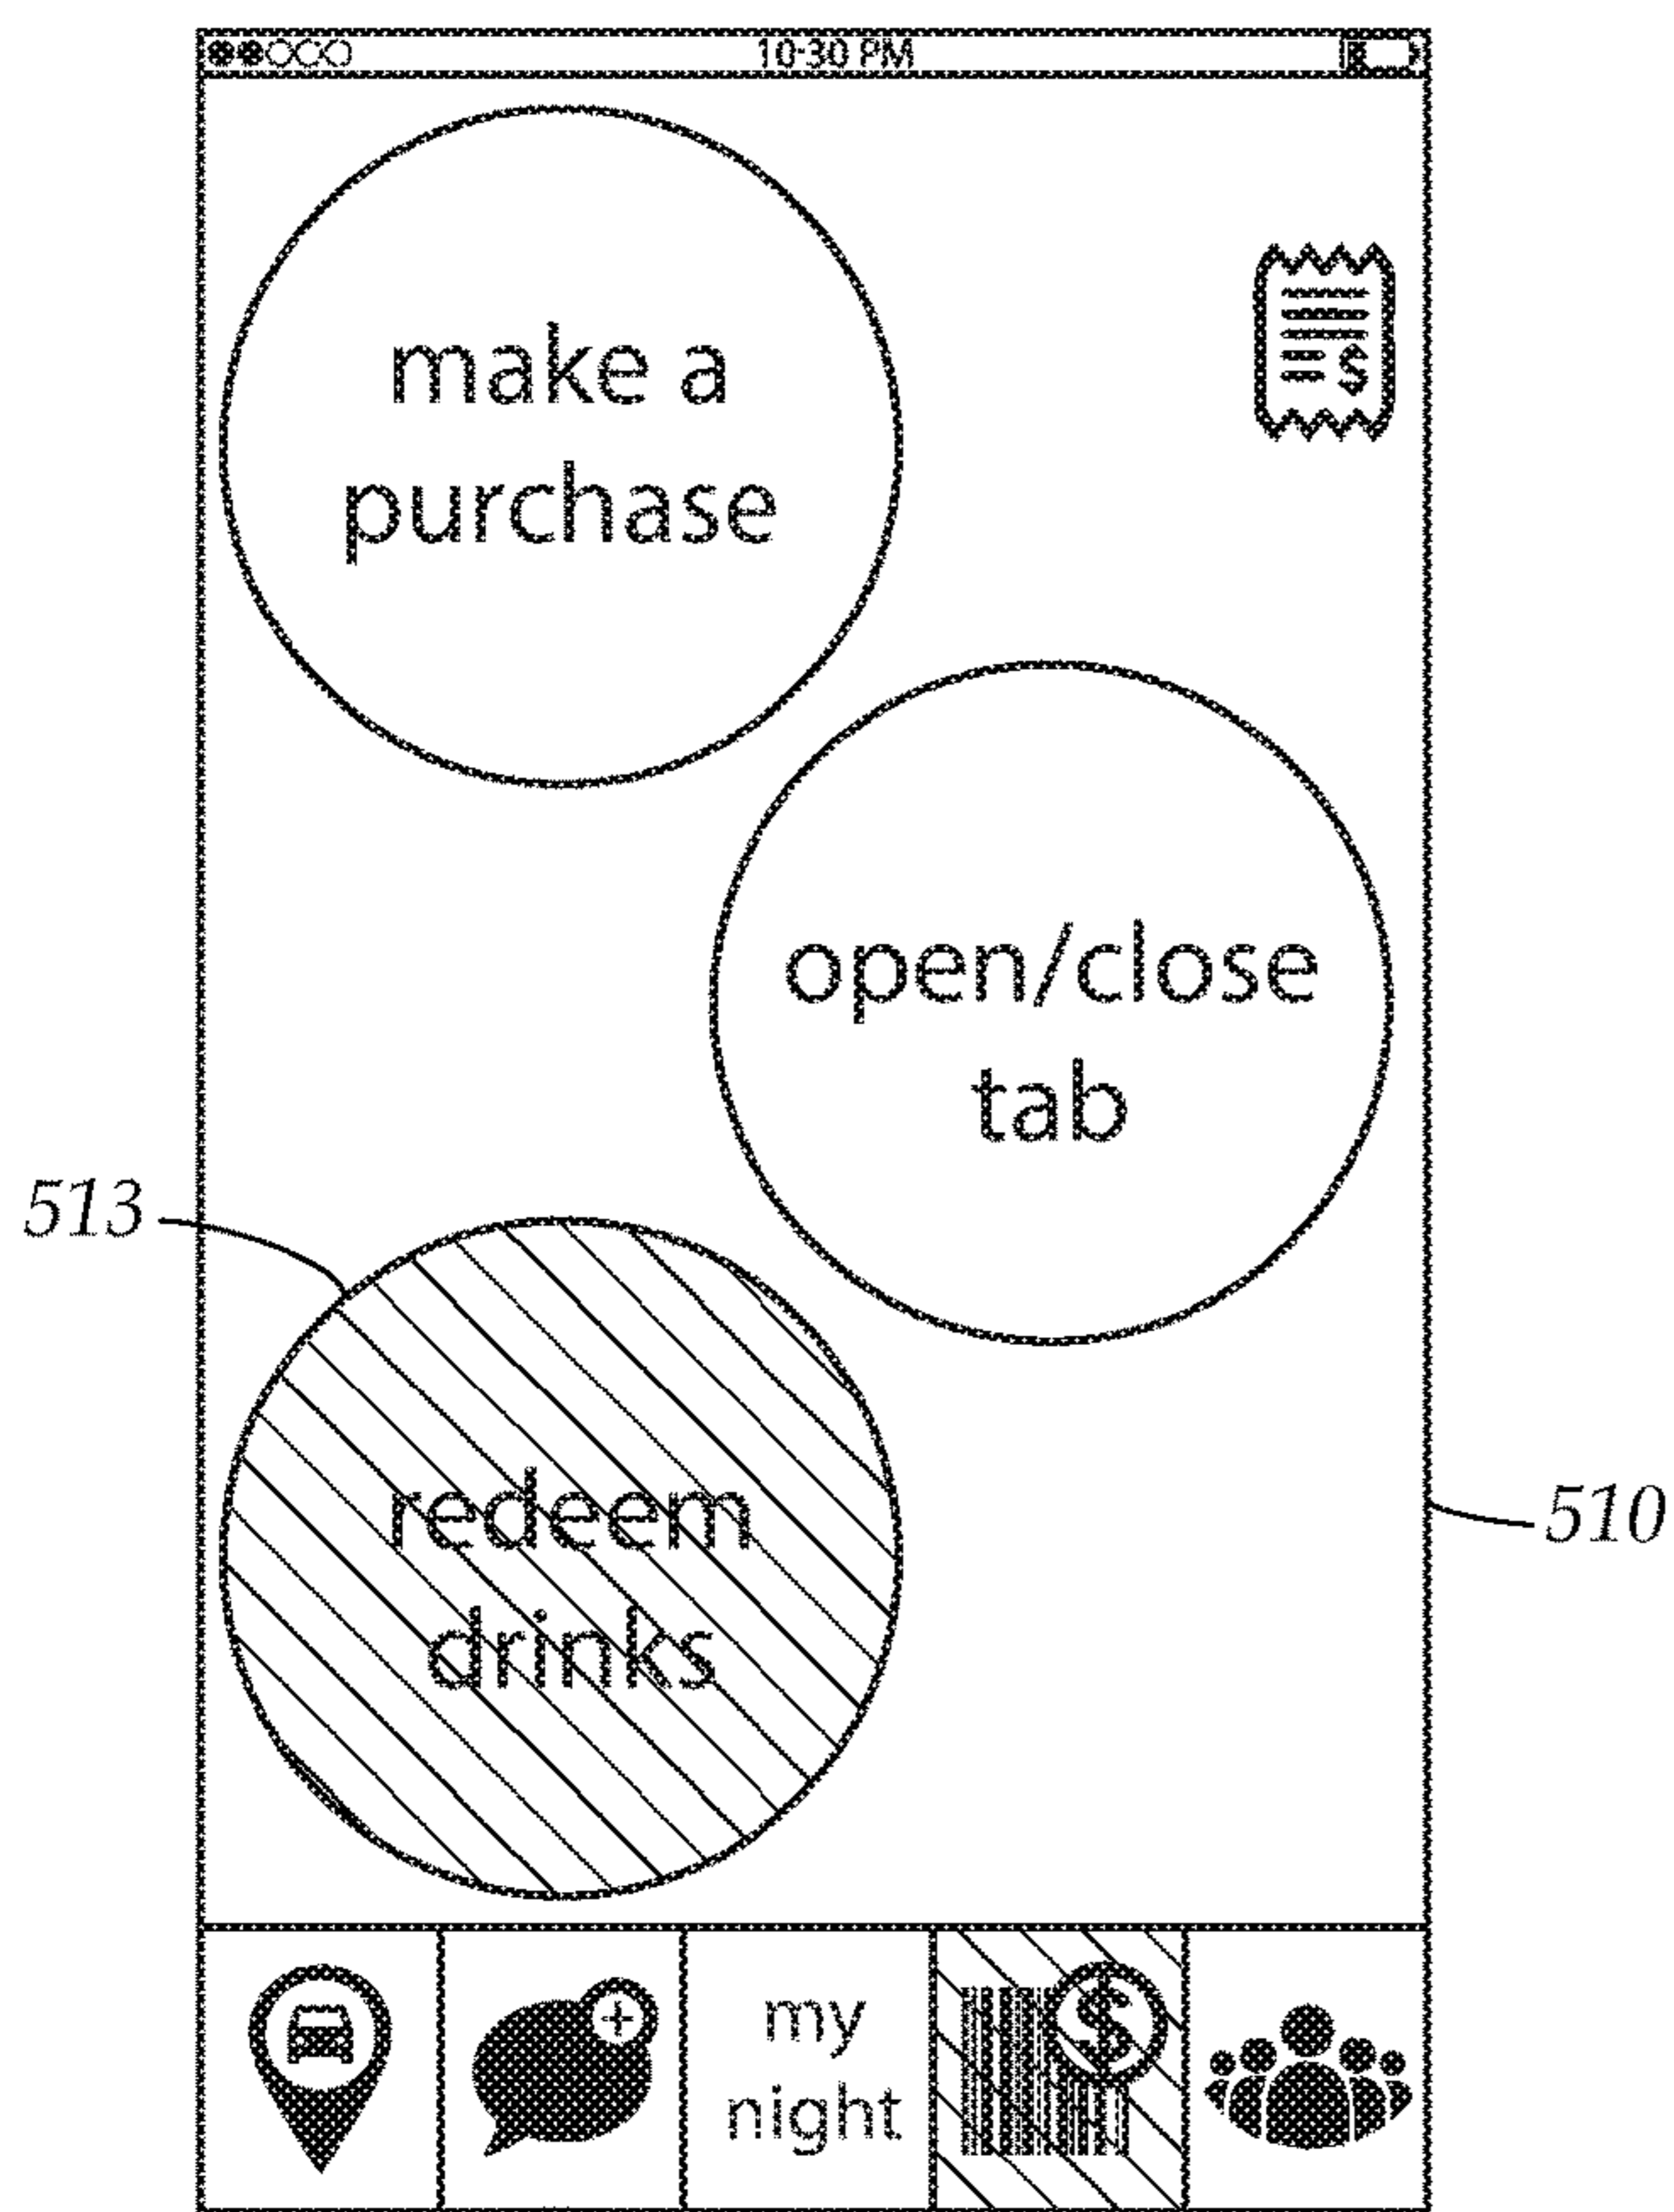 10:30 PM
make a
purchase
$
open/close
tab
513
redeem
drinks
510
my
night
$